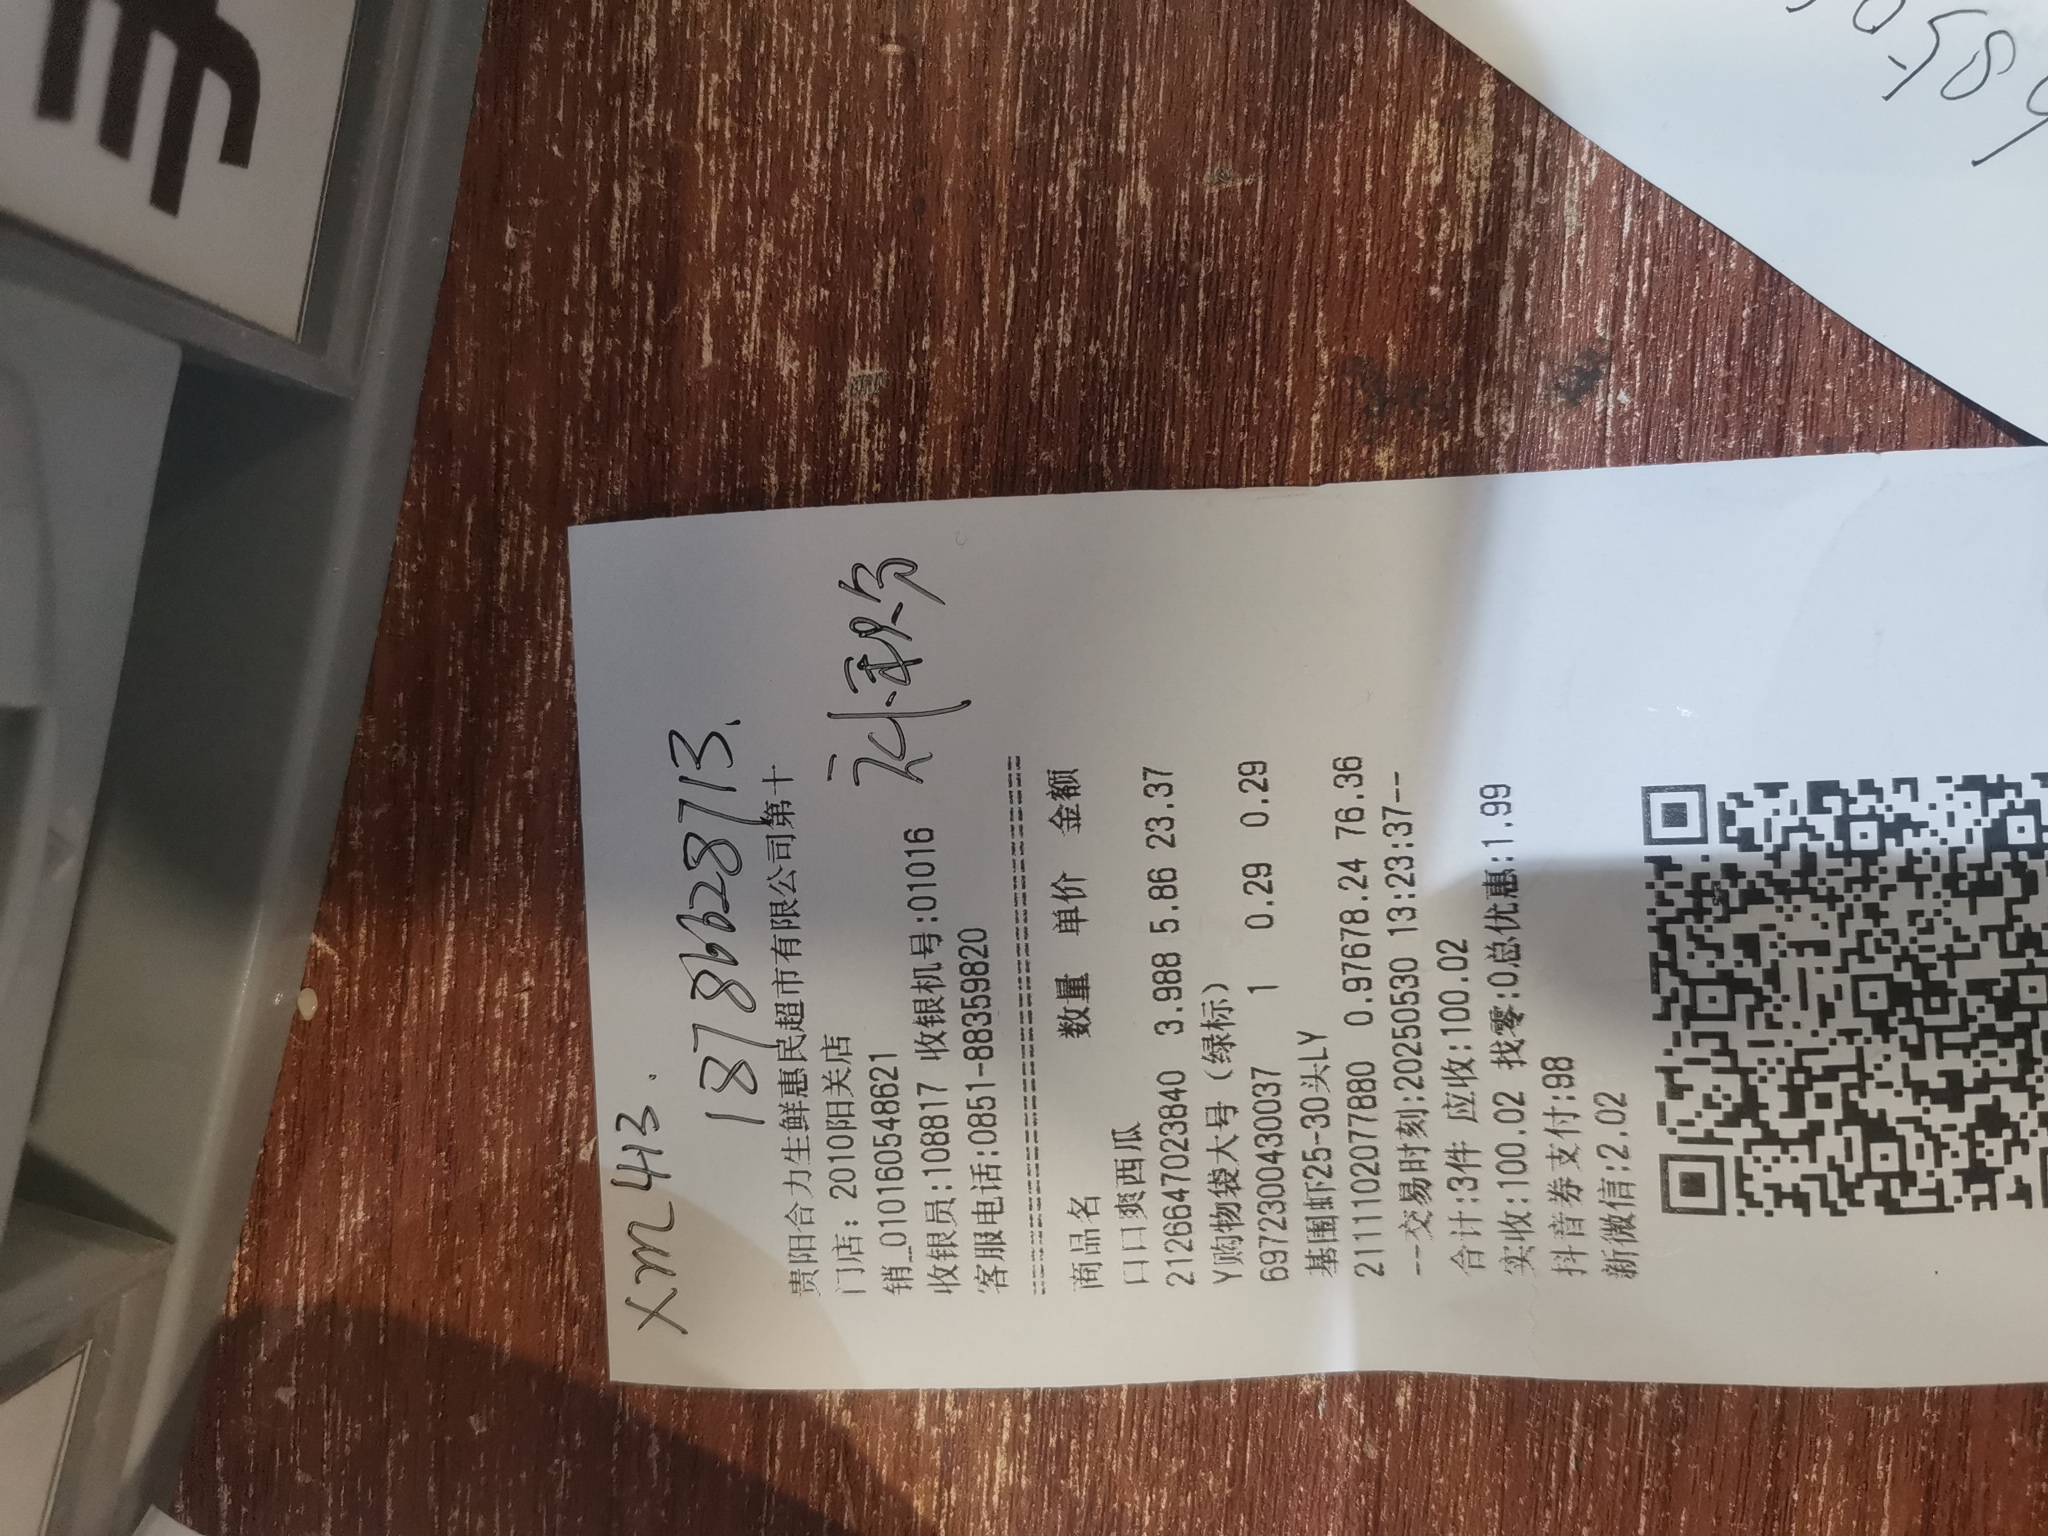 xm 413.
18786628713.
贵阳合力生鲜惠民超市有限公司第十
门店：2010阳关店
销_0101616054862​1
收银员:108817 收银机号:01016
客服电话:0851-88359820
商品名 数量 单价 金额
口口爽西瓜
2126647023840 3.988 5.86 23.37
Y购物袋大号（绿标）
6972300430037 1 0.29 0.29
基围虾25-30头LY
2111102077880 0.97678.24 76.36
--交易时刻:20250530 13:23:37--
合计:3件 应收:100.02
实收:100.02 找零:0总优惠:1.99
抖音券支付:98
新微信:2.02